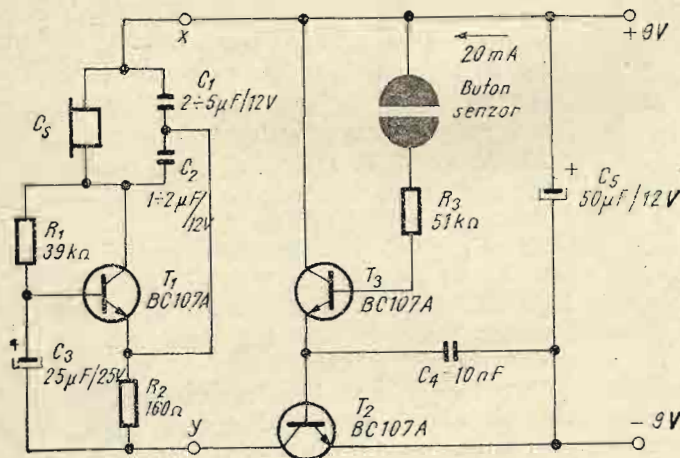 x
+9V
20mA
Buton
senzor
C1
2÷5µF/12V
Cs
C2
1÷2µF/
12V
+
C5
50µF/12V
R1
39kΩ
R3
51kΩ
T1
BC107A
T3
BC107A
+
C3
25µF/25V
R2
160Ω
C4=10nF
T2
BC107A
y
-9V